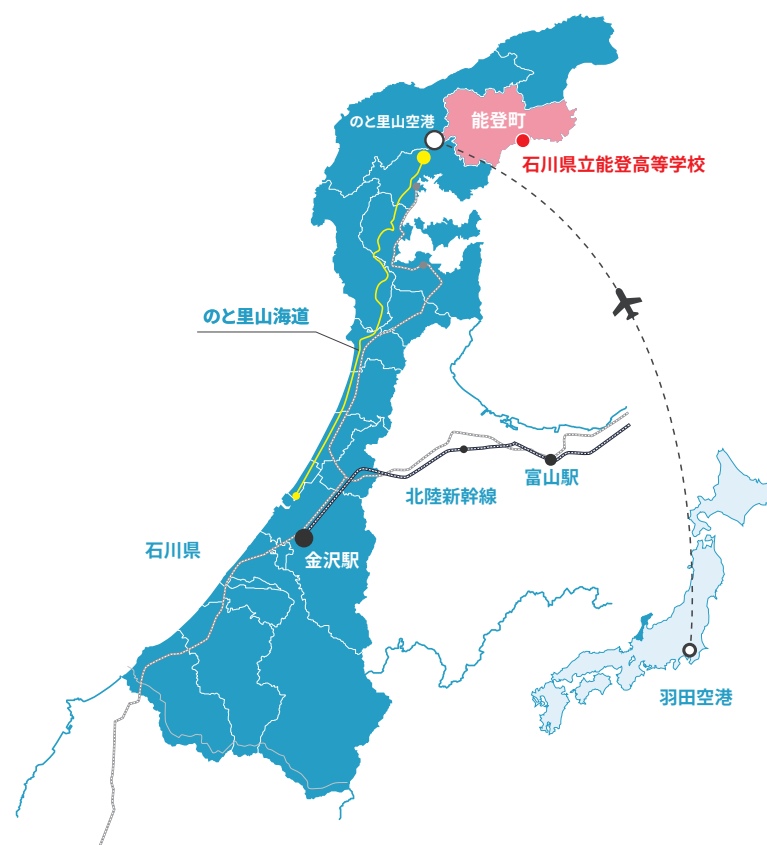 のと里山空港
能登町
石川県立能登高等学校
のと里山海道
富山駅
北陸新幹線
石川県
金沢駅
羽田空港